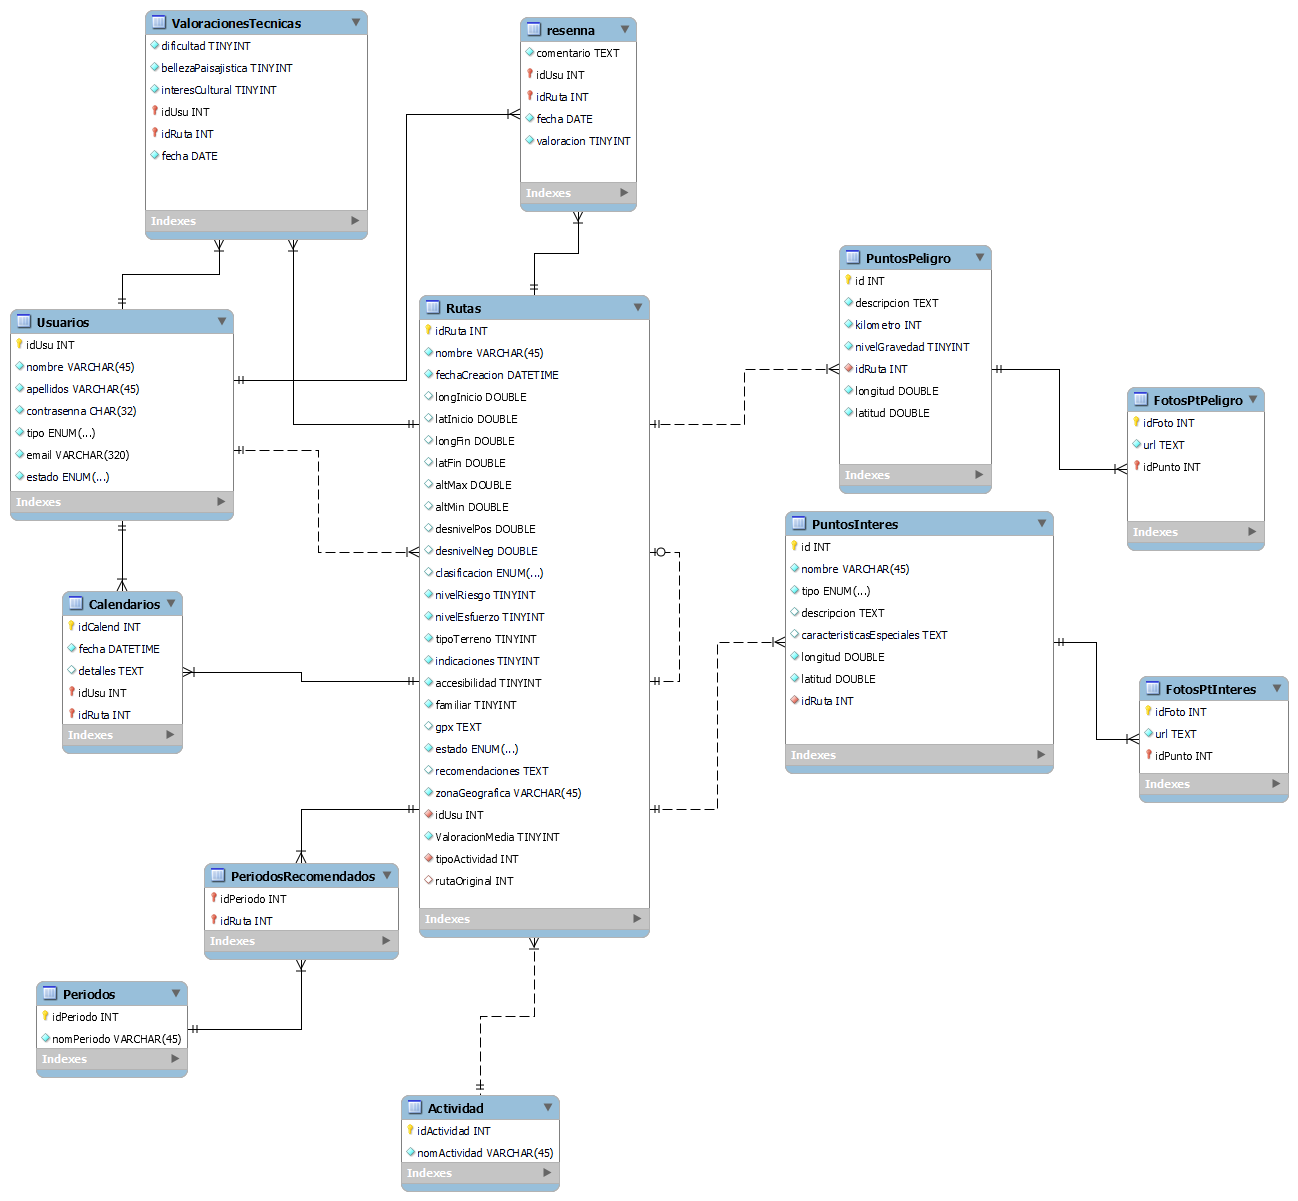 ValoracionesTecnicas
dificultad TINYINT
bellezaPaisajistica TINYINT
interesCultural TINYINT
idUsu INT
idRuta INT
fecha DATE
Indexes
resenna
comentario TEXT
idUsu INT
idRuta INT
fecha DATE
valoracion TINYINT
Indexes
Usuarios
idUsu INT
nombre VARCHAR(45)
apellidos VARCHAR(45)
contrasenna CHAR(32)
tipo ENUM(...)
email VARCHAR(320)
estado ENUM(...)
Indexes
Rutas
idRuta INT
nombre VARCHAR(45)
fechaCreacion DATETIME
longInicio DOUBLE
latInicio DOUBLE
longFin DOUBLE
latFin DOUBLE
altMax DOUBLE
altMin DOUBLE
desnivelPos DOUBLE
desnivelNeg DOUBLE
clasificacion ENUM(...)
nivelRiesgo TINYINT
nivelEsfuerzo TINYINT
tipoTerreno TINYINT
indicaciones TINYINT
accesibilidad TINYINT
familiar TINYINT
gpx TEXT
estado ENUM(...)
recomendaciones TEXT
zonaGeografica VARCHAR(45)
idUsu INT
ValoracionMedia TINYINT
tipoActividad INT
rutaOriginal INT
Indexes
PuntosPeligro
id INT
descripcion TEXT
kilometro INT
nivelGravedad TINYINT
idRuta INT
longitud DOUBLE
latitud DOUBLE
Indexes
FotosPtPeligro
idFoto INT
url TEXT
idPunto INT
Indexes
PuntosInteres
id INT
nombre VARCHAR(45)
tipo ENUM(...)
descripcion TEXT
caracteristicasEspeciales TEXT
longitud DOUBLE
latitud DOUBLE
idRuta INT
Indexes
FotosPtInteres
idFoto INT
url TEXT
idPunto INT
Indexes
Calendarios
idCalend INT
fecha DATETIME
detalles TEXT
idUsu INT
idRuta INT
Indexes
PeriodosRecomendados
idPeriodo INT
idRuta INT
Indexes
Periodos
idPeriodo INT
nomPeriodo VARCHAR(45)
Indexes
Actividad
idActividad INT
nomActividad VARCHAR(45)
Indexes